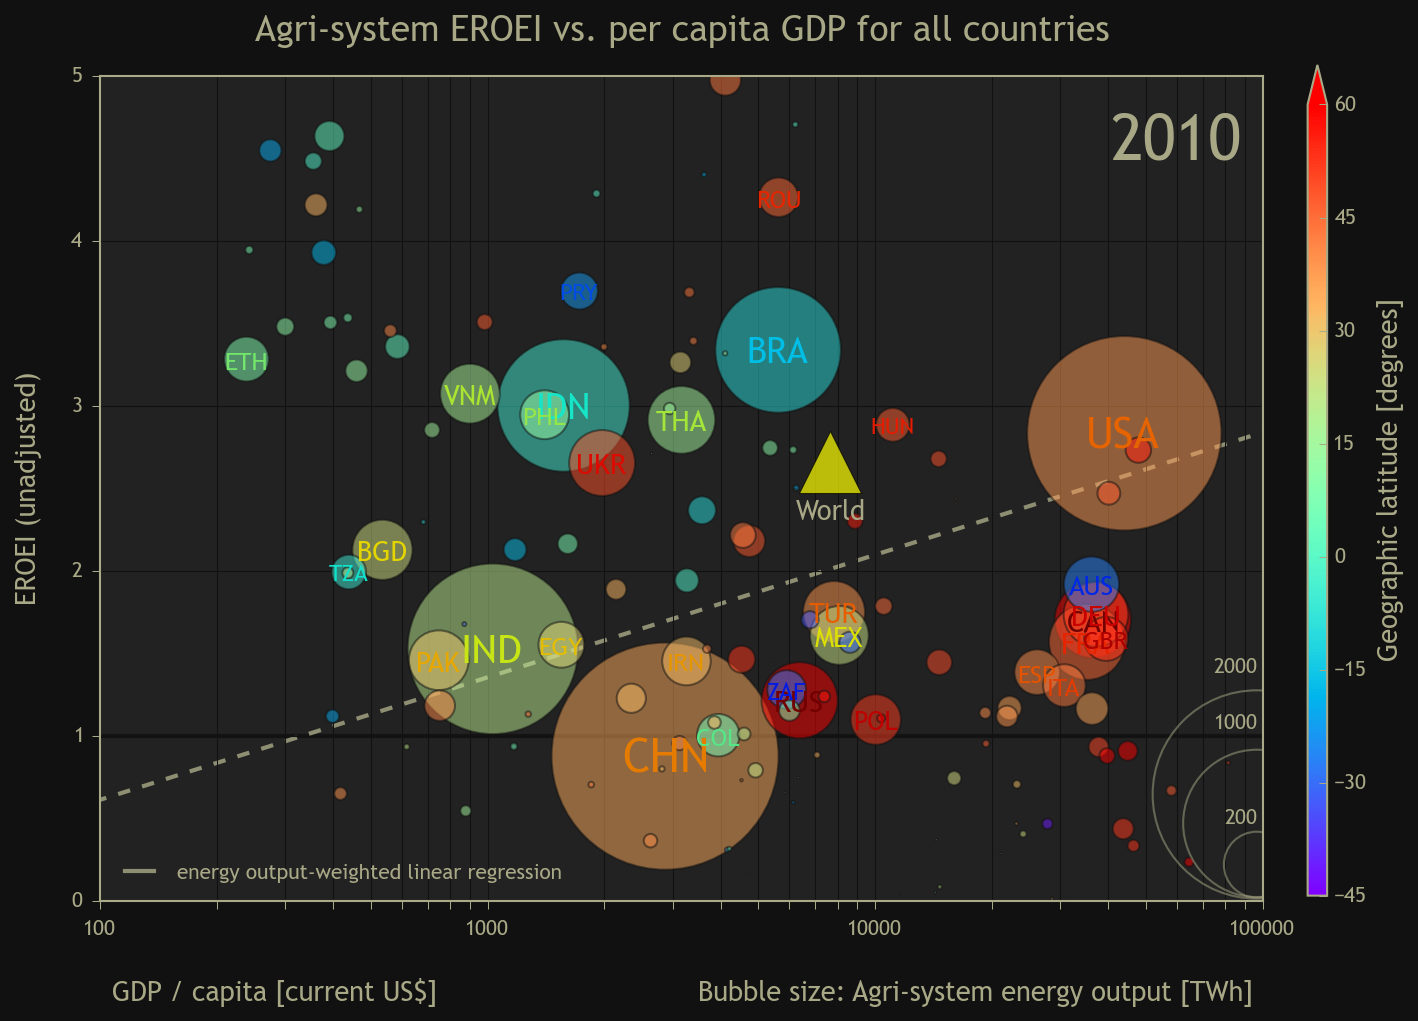 Agri-system EROEI vs. per capita GDP for all countries
2010
EROEI (unadjusted)
5
4
3
2
1
0
ROU
PRY
BRA
ETH
VNM
IDN
PHL
THA
HUN
USA
UKR
World
BGD
TZA
AUS
TUR
DEU
CAN
MEX
GBR
IND
EGY
PAK
IRN
ESP
ITA
ZAF
RUS
POL
COL
CHN
2000
1000
200
energy output-weighted linear regression
100
1000
10000
100000
GDP / capita [current US$]
Bubble size: Agri-system energy output [TWh]
60
45
30
15
0
−15
−30
−45
Geographic latitude [degrees]